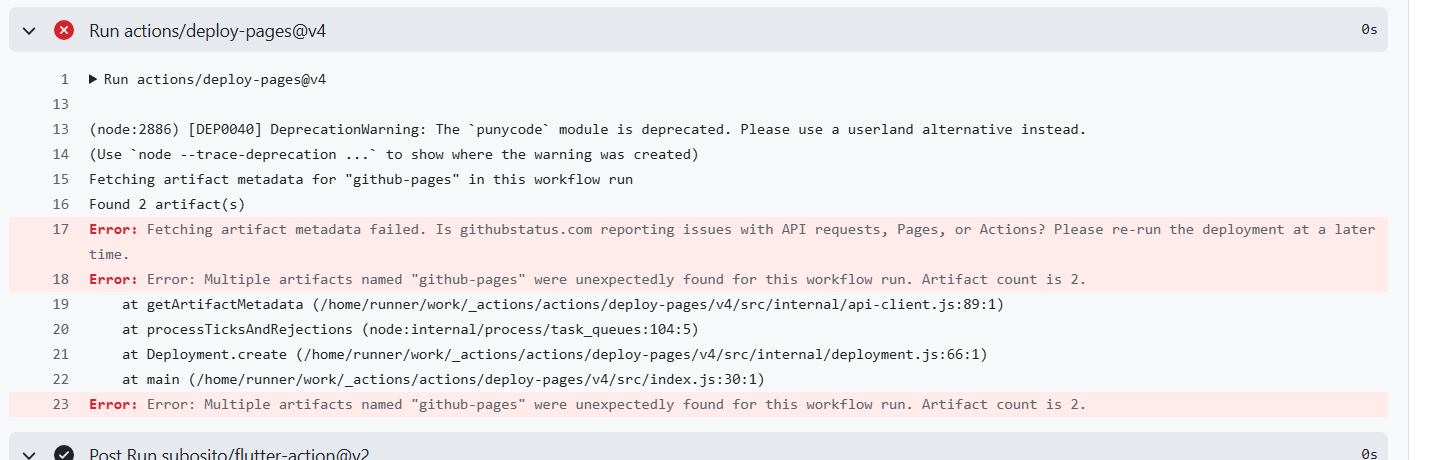 Run actions/deploy-pages@v4 0s
1 Run actions/deploy-pages@v4
13
13 (node:2886) [DEP0040] DeprecationWarning: The `punycode` module is deprecated. Please use a userland alternative instead.
14 (Use `node --trace-deprecation ...` to show where the warning was created)
15 Fetching artifact metadata for "github-pages" in this workflow run
16 Found 2 artifact(s)
17 Error: Fetching artifact metadata failed. Is githubstatus.com reporting issues with API requests, Pages, or Actions? Please re-run the deployment at a later
time.
18 Error: Error: Multiple artifacts named "github-pages" were unexpectedly found for this workflow run. Artifact count is 2.
19 at getArtifactMetadata (/home/runner/work/_actions/actions/deploy-pages/v4/src/internal/api-client.js:89:1)
20 at processTicksAndRejections (node:internal/process/task_queues:104:5)
21 at Deployment.create (/home/runner/work/_actions/actions/deploy-pages/v4/src/internal/deployment.js:66:1)
22 at main (/home/runner/work/_actions/actions/deploy-pages/v4/src/index.js:30:1)
23 Error: Error: Multiple artifacts named "github-pages" were unexpectedly found for this workflow run. Artifact count is 2.
Post Run subosito/flutter-action@v2 0s